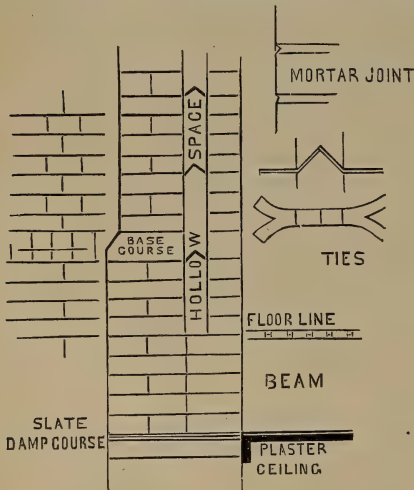 MORTAR JOINT
HOLLOW SPACE
BASE
COURSE
TIES
FLOOR LINE
BEAM
SLATE
DAMP COURSE
PLASTER
CEILING